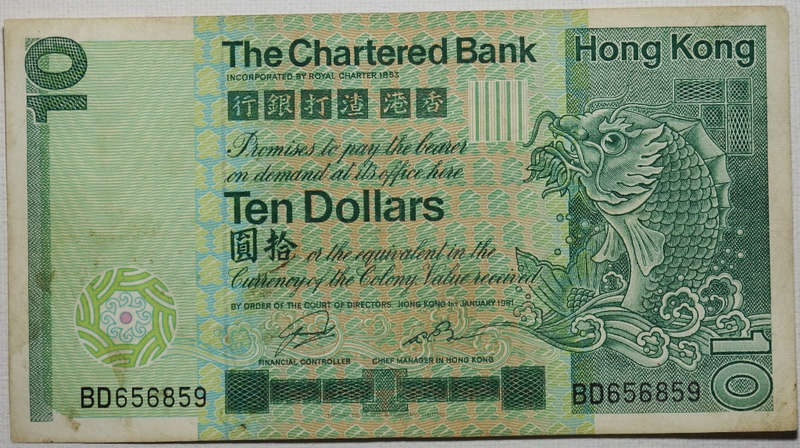 10
The Chartered Bank
Hong Kong
INCORPORATED BY ROYAL CHARTER 1853
行銀打渣港香
Promises to pay the bearer
on demand at its office here
Ten Dollars
圓拾 or the equivalent in the
Currency of the Colony. Value received
BY ORDER OF THE COURT OF DIRECTORS HONG KONG 1st JANUARY 1981
FINANCIAL CONTROLLER
CHIEF MANAGER IN HONG KONG
BD656859
BD656859
10